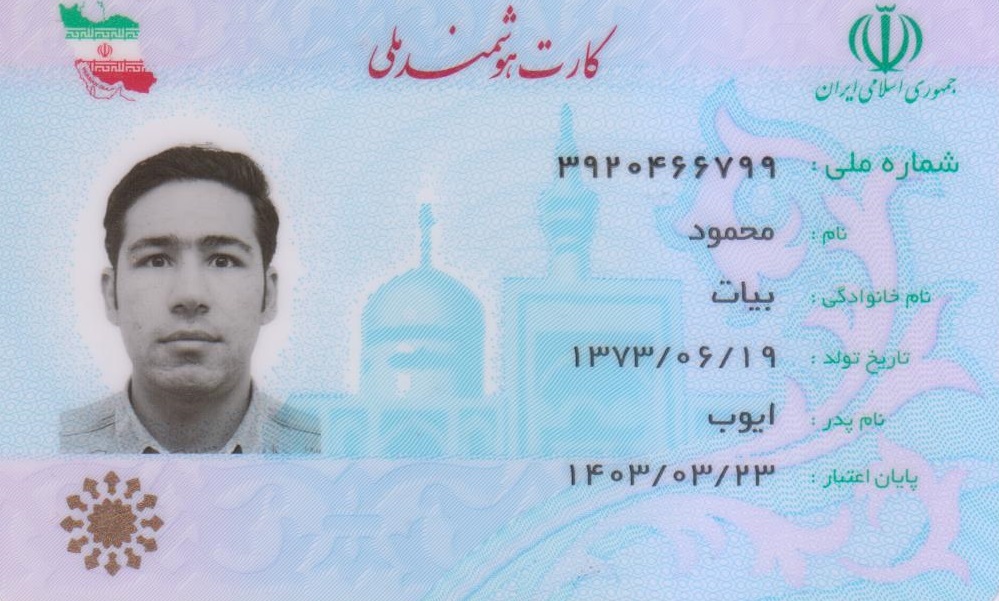 کارت هوشمند ملی
جمهوری اسلامی ایران
شماره ملی : ۳۹۲۰۴۶۶۷۹۹
نام : محمود
نام خانوادگی : بیات
تاریخ تولد : ۱۳۷۳/۰۶/۱۹
نام پدر : ایوب
پایان اعتبار : ۱۴۰۳/۰۳/۲۳